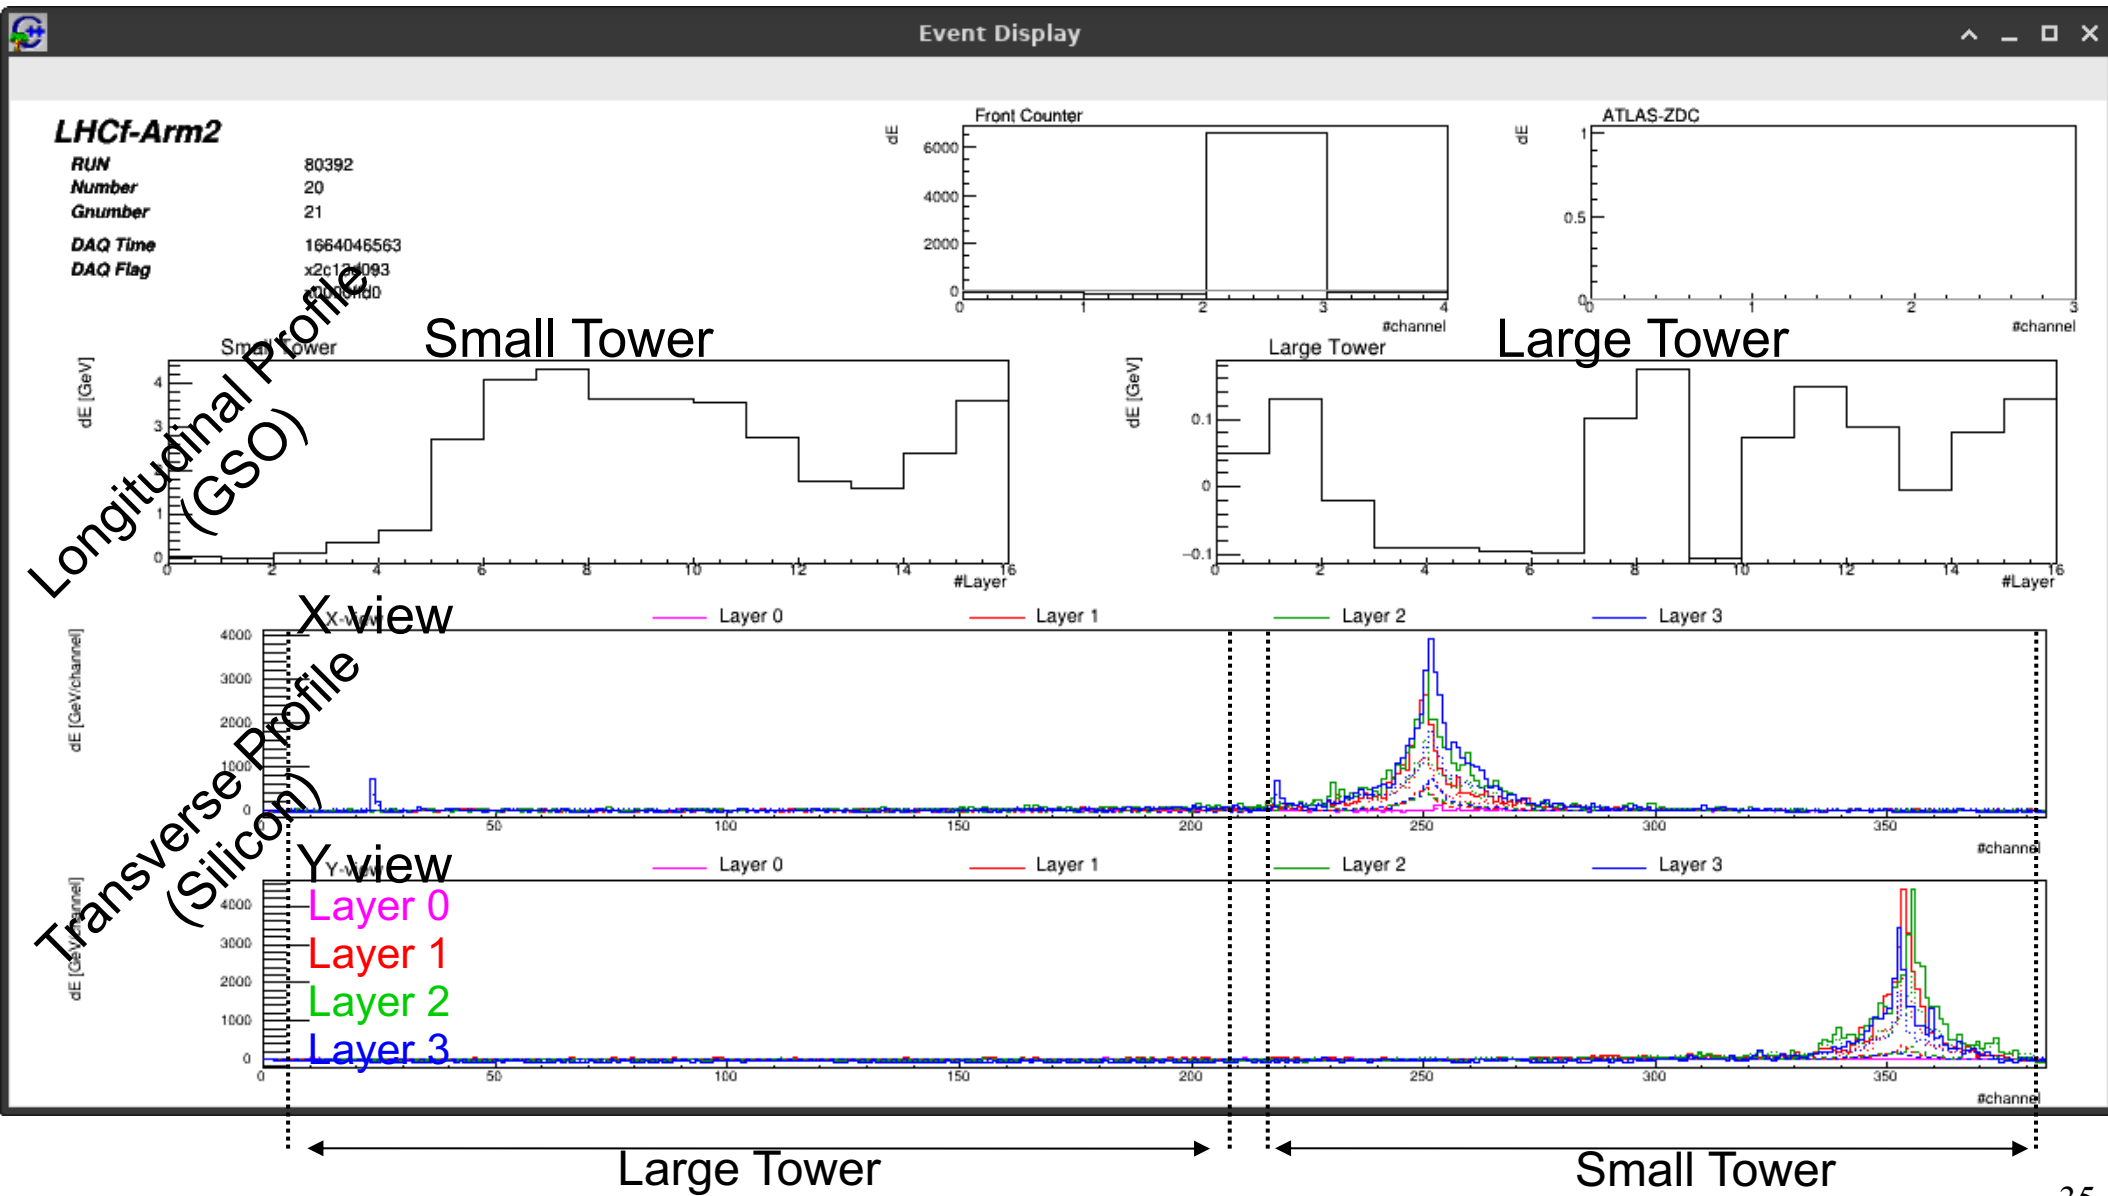 Event Display
LHCf-Arm2
RUN 80392
Number 20
Gnumber 21
DAQ Time 1664046563
DAQ Flag
Front Counter
dE
6000
4000
2000
0
0 1 2 3 4
#channel
ATLAS-ZDC
dE
1
0.5
0
0 1 2 3
#channel
Longitudinal Profile
(GSO)
Small Tower
Small Tower
dE [GeV]
4
3
2
1
0
0 2 4 6 8 10 12 14 16
#Layer
Large Tower
Large Tower
dE [GeV]
0.1
0
−0.1
0 2 4 6 8 10 12 14 16
#Layer
Transverse Profile
(Silicon)
X view
X-view
Layer 0 Layer 1 Layer 2 Layer 3
dE [GeV/channel]
4000
3000
2000
1000
0
0 50 100 150 200 250 300 350
#channel
Y view
Y-view
Layer 0 Layer 1 Layer 2 Layer 3
Layer 0
Layer 1
Layer 2
Layer 3
dE [GeV/channel]
4000
3000
2000
1000
0
0 50 100 150 200 250 300 350
#channel
Large Tower
Small Tower